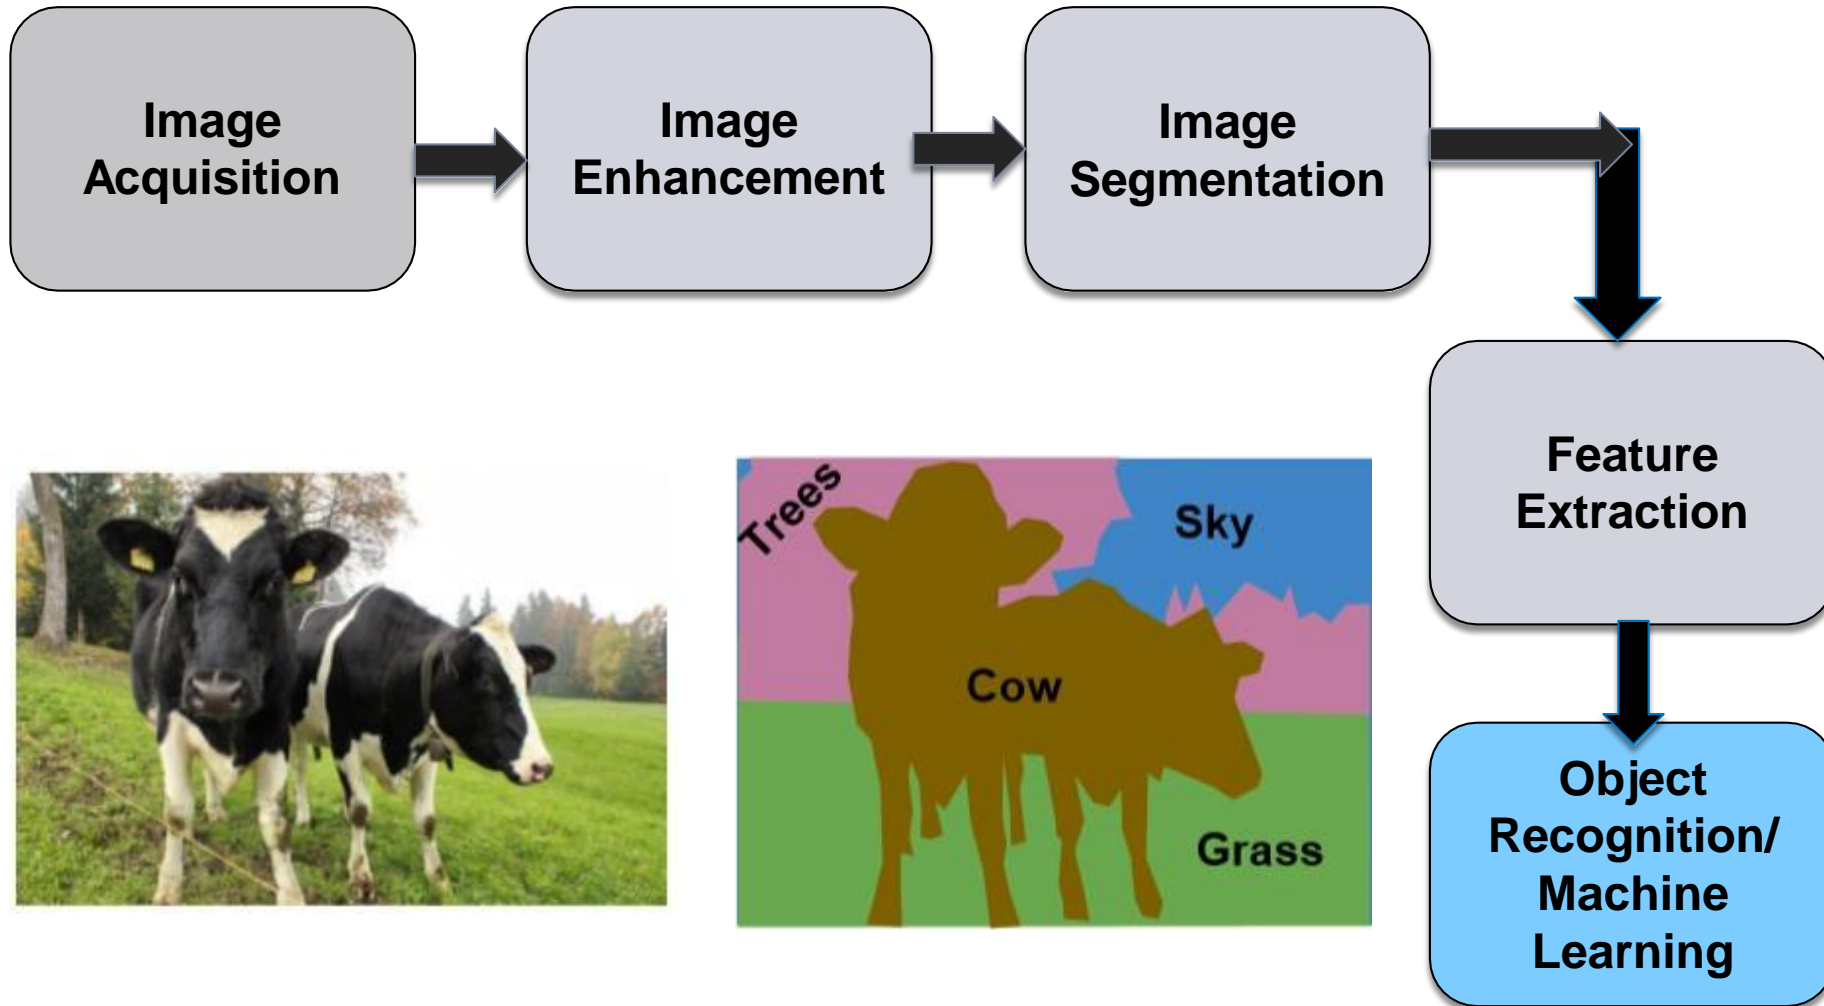 Image
Acquisition
Image
Enhancement
Image
Segmentation
Feature
Extraction
Trees
Sky
Cow
Grass
Object
Recognition/
Machine
Learning